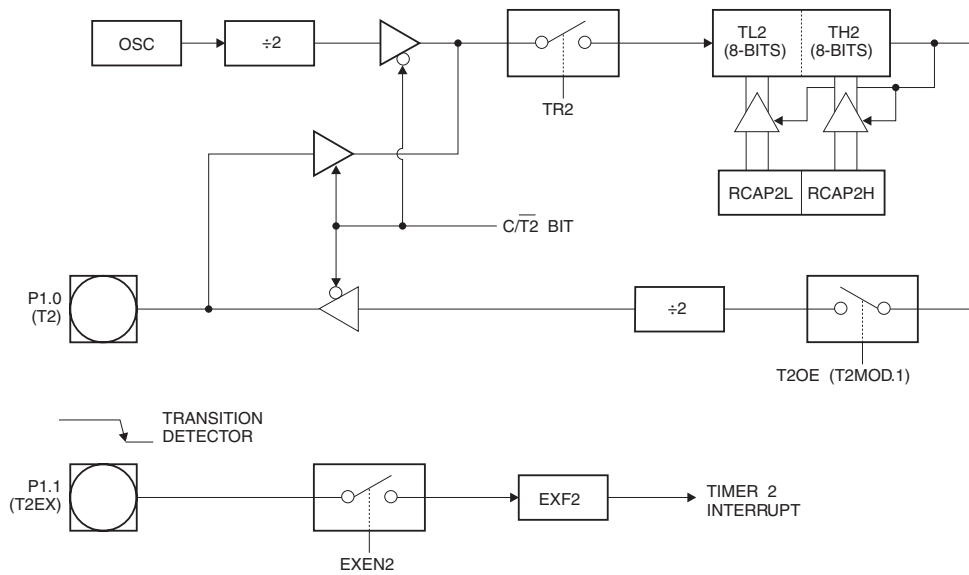 OSC
÷2
TR2
TL2
(8-BITS)
TH2
(8-BITS)
RCAP2L
RCAP2H
C/T2 BIT
P1.0
(T2)
÷2
T2OE (T2MOD.1)
TRANSITION
DETECTOR
P1.1
(T2EX)
EXEN2
EXF2
TIMER 2
INTERRUPT